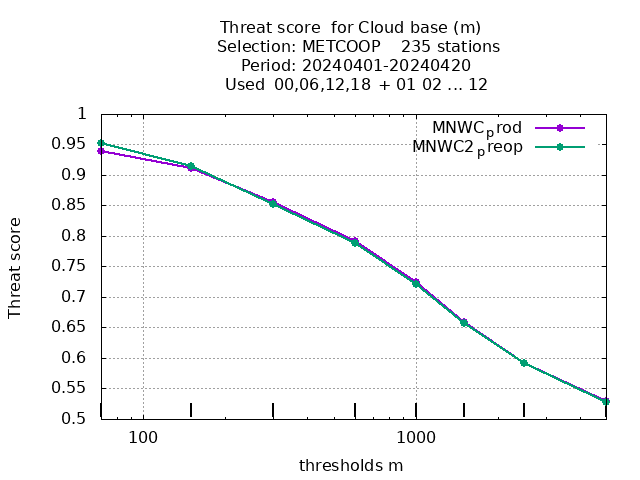 Threat score  for Cloud base (m)
Selection: METCOOP    235 stations
Period: 20240401-20240420
Used  00,06,12,18 + 01 02 ... 12
MNWCprod
MNWC2preop
1
0.95
0.9
0.85
0.8
0.75
0.7
0.65
0.6
0.55
0.5
Threat score
100
1000
thresholds m